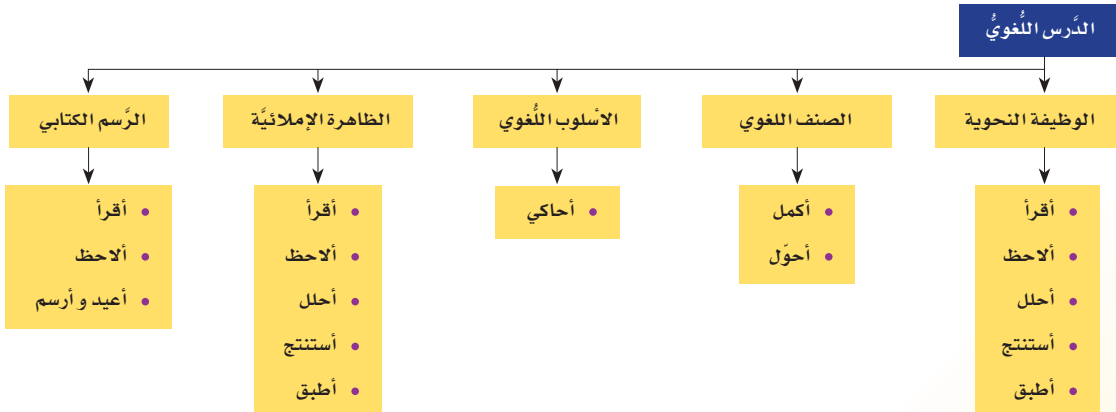 الدَّرس اللُّغويُّ
الوظيفة النحوية
الصنف اللغوي
الأسلوب اللُّغوي
الظاهرة الإملائيَّة
الرَّسم الكتابي
• أقرأ
• ألاحظ
• أحلل
• أستنتج
• أطبق
• أكمل
• أحوّل
• أحاكي
• أقرأ
• ألاحظ
• أحلل
• أستنتج
• أطبق
• أقرأ
• ألاحظ
• أعيد و أرسم